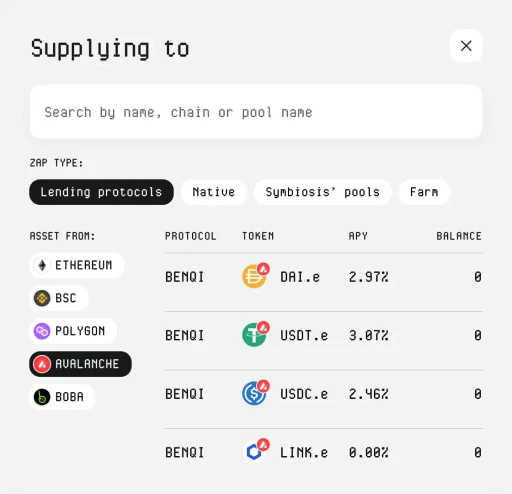 Supplying to
Search by name, chain or pool name
ZAP TYPE:
Lending protocols Native Symbiosis' pools Farm
ASSET FROM:
ETHEREUM
BSC
POLYGON
AVALANCHE
BOBA
PROTOCOL TOKEN APY BALANCE
BENQI DAI.e 2.97% 0
BENQI USDT.e 3.07% 0
BENQI USDC.e 2.46% 0
BENQI LINK.e 0.00% 0